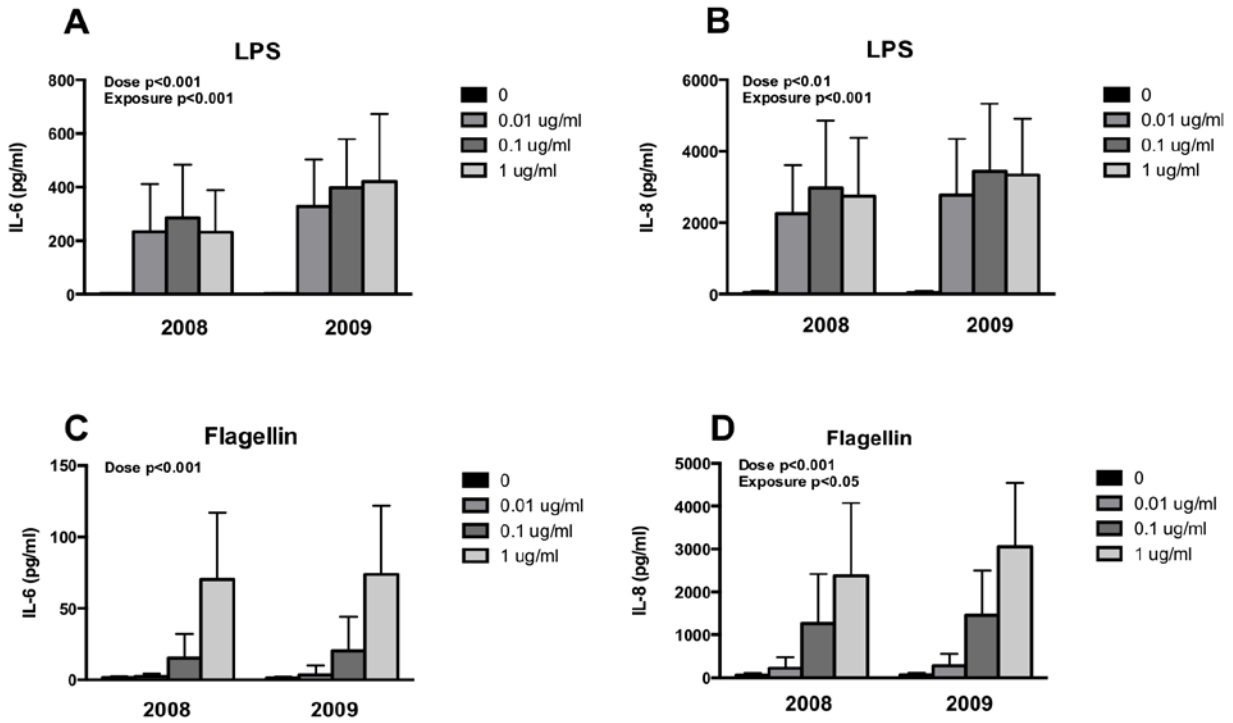 A
LPS
Dose p<0.001
Exposure p<0.001
IL-6 (pg/ml)
800
600
400
200
0
2008
2009
0
0.01 ug/ml
0.1 ug/ml
1 ug/ml
B
LPS
Dose p<0.01
Exposure p<0.001
IL-8 (pg/ml)
6000
4000
2000
0
2008
2009
0
0.01 ug/ml
0.1 ug/ml
1 ug/ml
C
Flagellin
Dose p<0.001
IL-6 (pg/ml)
150
100
50
0
2008
2009
0
0.01 ug/ml
0.1 ug/ml
1 ug/ml
D
Flagellin
Dose p<0.001
Exposure p<0.05
IL-8 (pg/ml)
5000
4000
3000
2000
1000
0
2008
2009
0
0.01 ug/ml
0.1 ug/ml
1 ug/ml